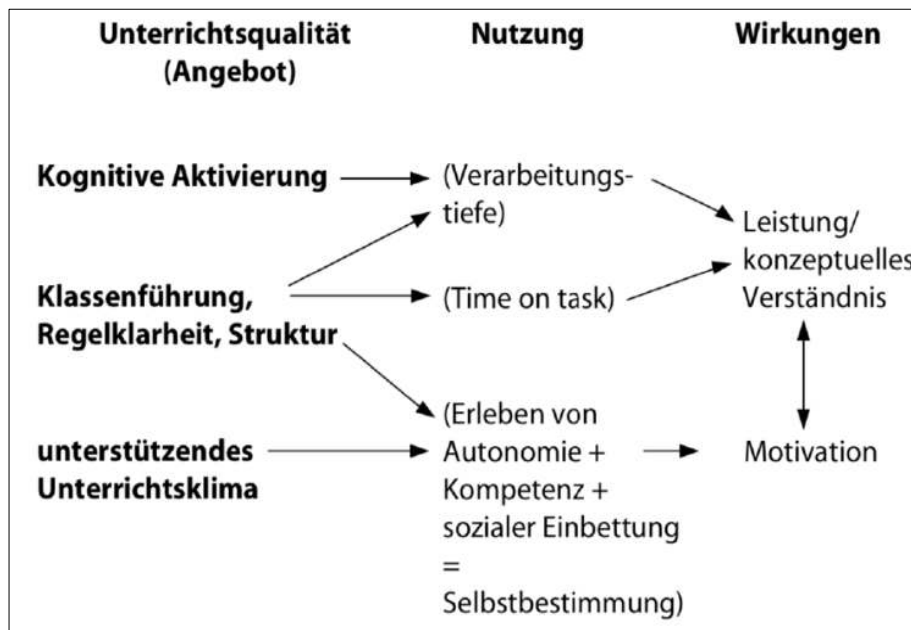 Unterrichtsqualität
(Angebot)
Nutzung
Wirkungen
Kognitive Aktivierung
(Verarbeitungs-
tiefe)
Leistung/
konzeptuelles
Verständnis
Klassenführung,
Regelklarheit, Struktur
(Time on task)
unterstützendes
Unterrichtsklima
(Erleben von
Autonomie +
Kompetenz +
sozialer Einbettung
=
Selbstbestimmung)
Motivation